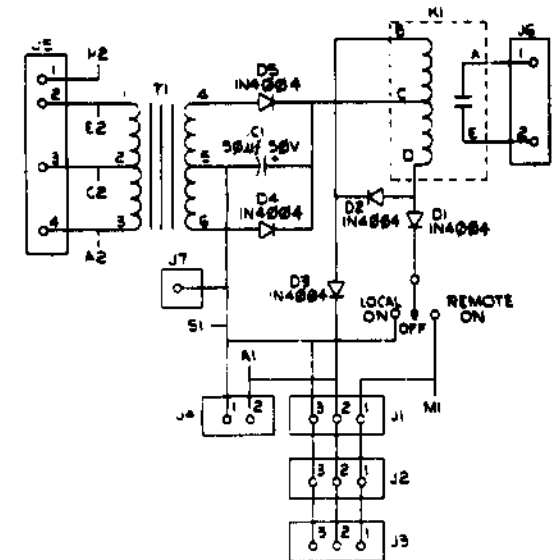 K1
B
J6
J5
1
H2
2
E2
1
T1
4
D5
1N4004
A
C
1
C1
50μf 50V
+
3
2
5
C2
E
2
D
D4
1N4004
D2
1N4004
D1
1N4004
4
3
6
A2
J7
D3
1N4004
LOCAL ON
OFF
REMOTE ON
S1
A1
M1
J4
1 2
3 2 1
J1
3 2 1
J2
3 2 1
J3